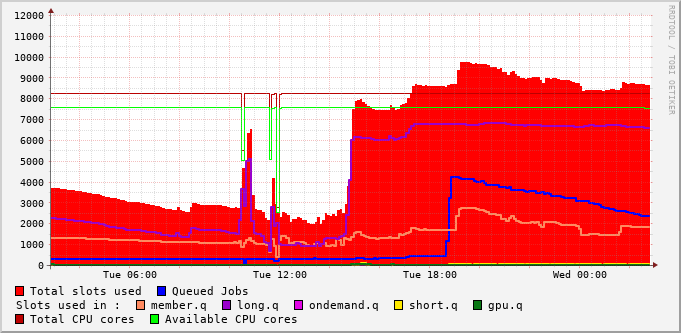 12000
11000
10000
9000
8000
7000
6000
5000
4000
3000
2000
1000
0
Tue 06:00 Tue 12:00 Tue 18:00 Wed 00:00
Total slots used Queued Jobs
Slots used in : member.q long.q ondemand.q short.q gpu.q
Total CPU cores Available CPU cores
RRDTOOL / TOBI OETIKER